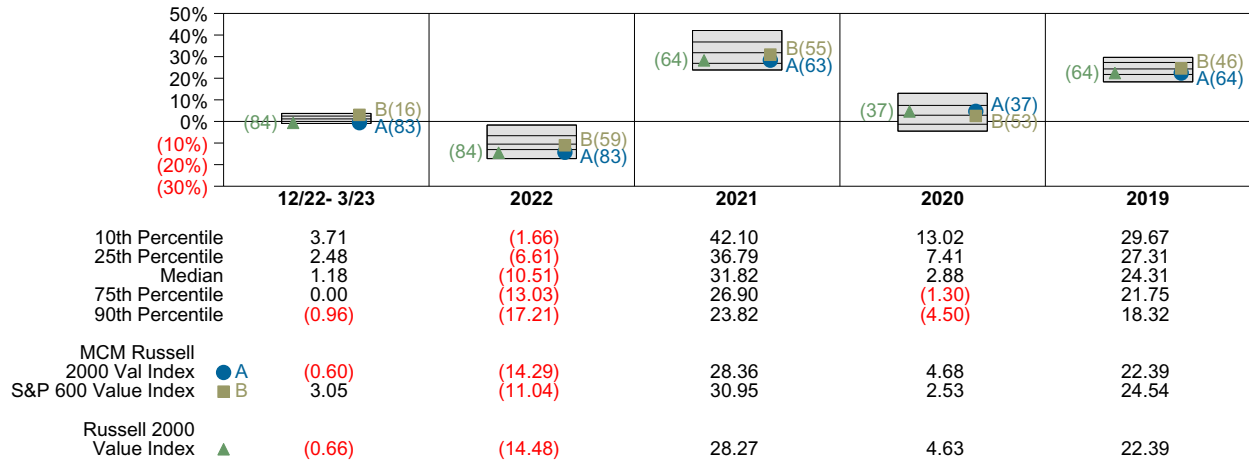 50%
40%
30%
20%
10%
0%
(10%)
(20%)
(30%)
(84) B(16) A(83)
(84) B(59) A(83)
(64) B(55) A(63)
(37) A(37) B(53)
(64) B(46) A(64)
12/22- 3/23 2022 2021 2020 2019
10th Percentile 3.71 (1.66) 42.10 13.02 29.67
25th Percentile 2.48 (6.61) 36.79 7.41 27.31
Median 1.18 (10.51) 31.82 2.88 24.31
75th Percentile 0.00 (13.03) 26.90 (1.30) 21.75
90th Percentile (0.96) (17.21) 23.82 (4.50) 18.32
MCM Russell
2000 Val Index A (0.60) (14.29) 28.36 4.68 22.39
S&P 600 Value Index B 3.05 (11.04) 30.95 2.53 24.54
Russell 2000
Value Index (0.66) (14.48) 28.27 4.63 22.39